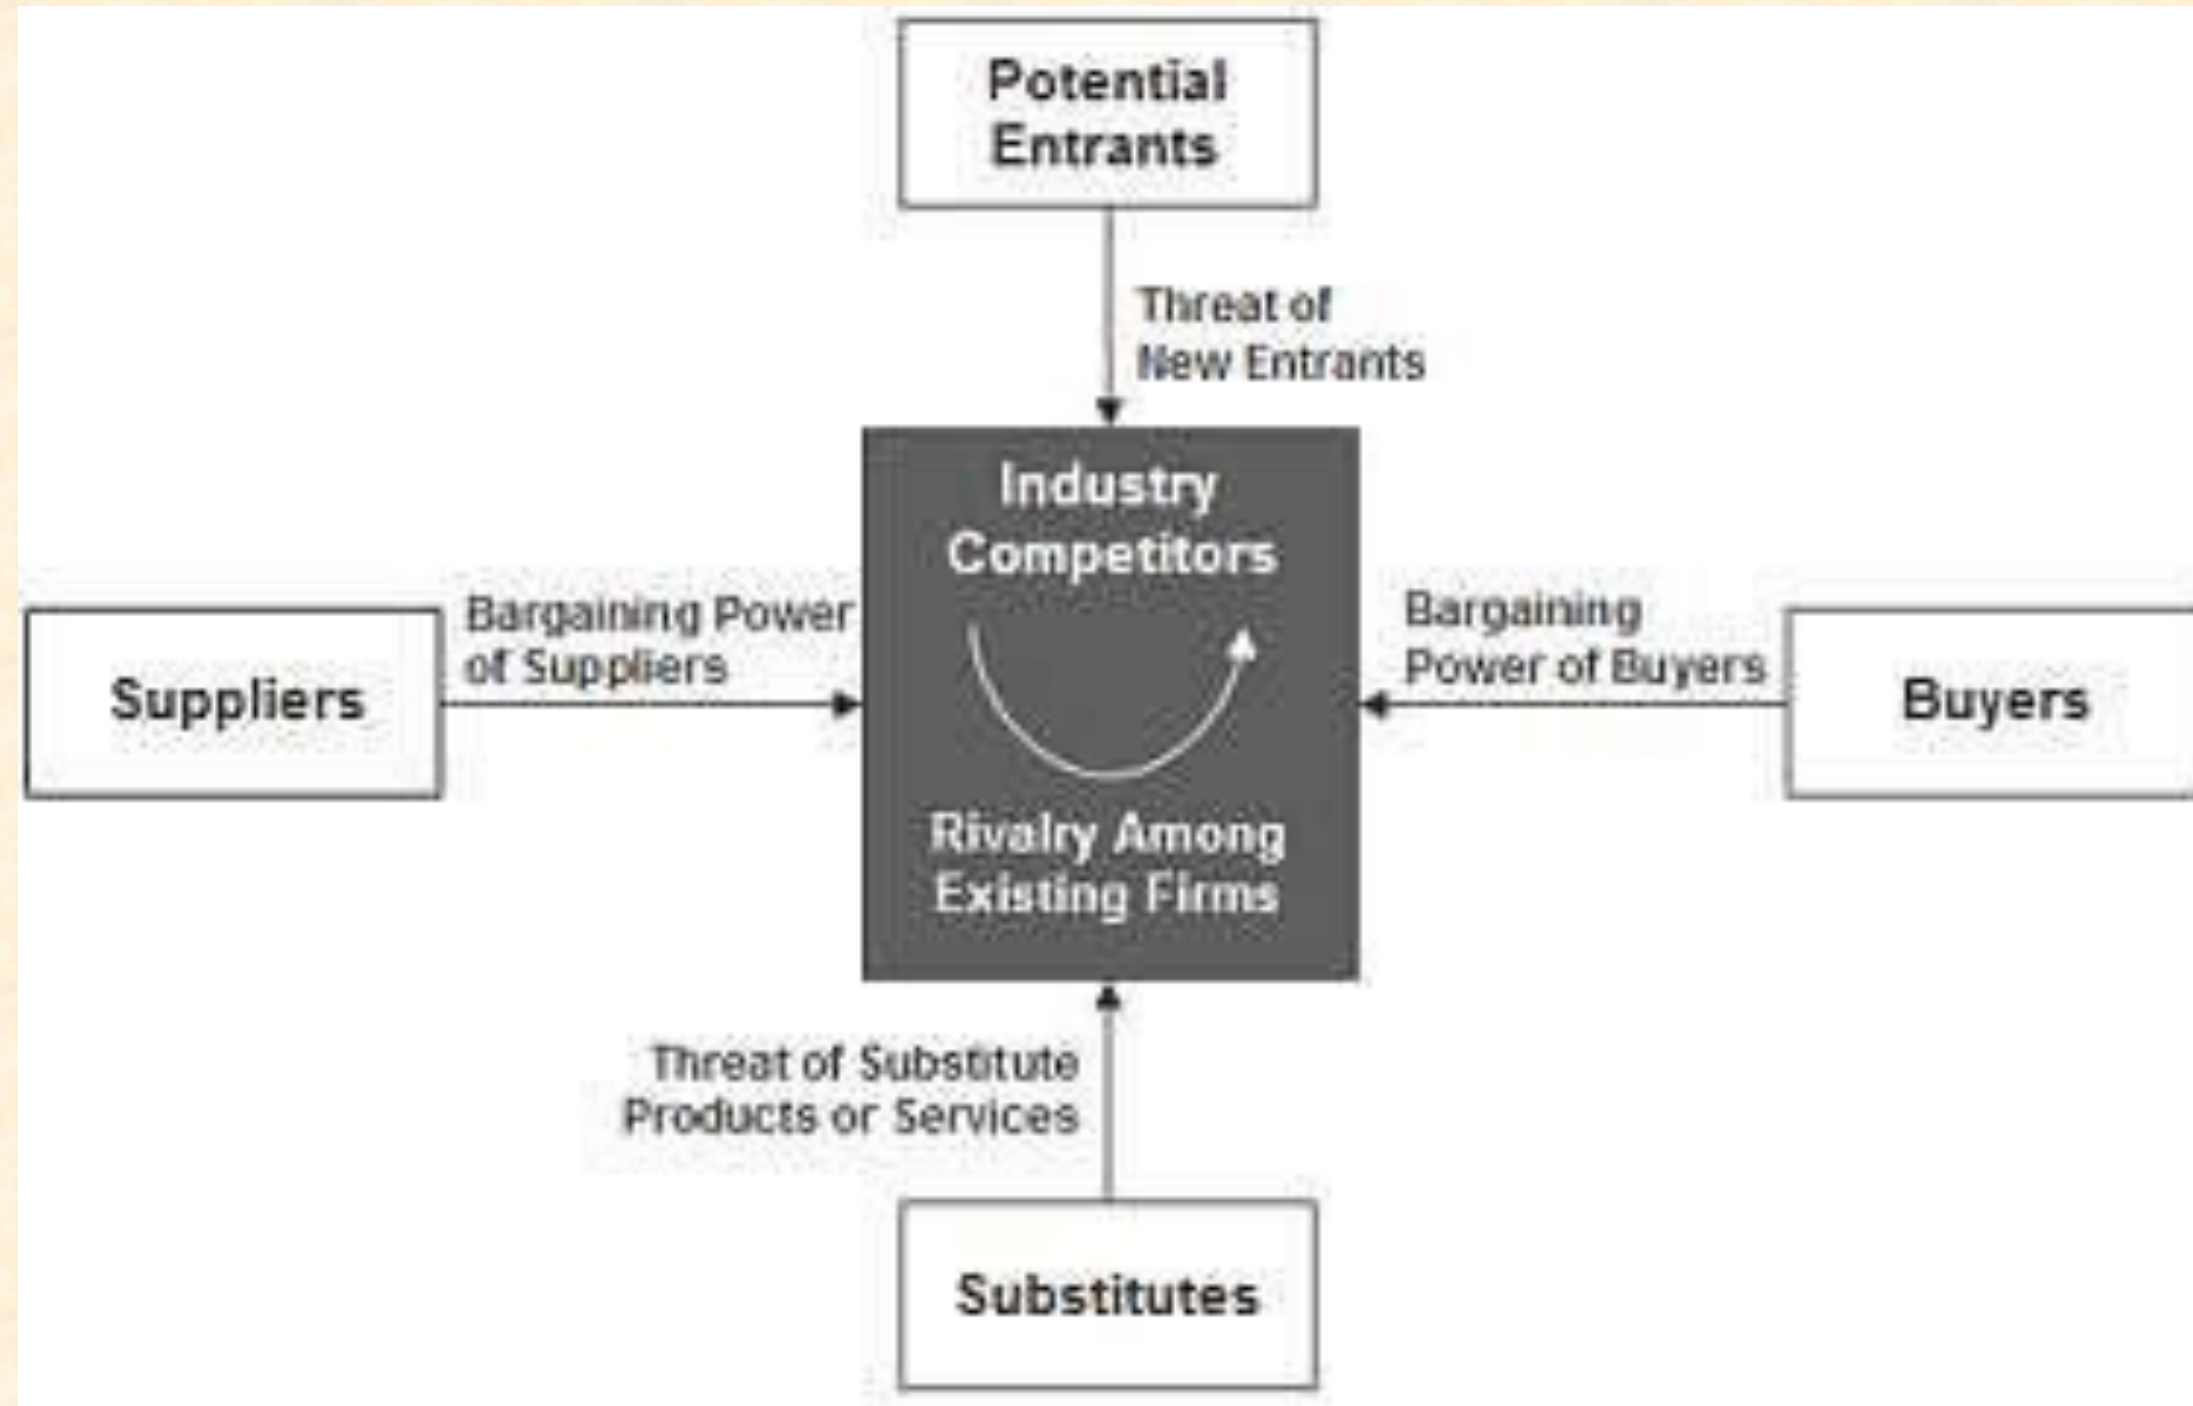 Potential
Entrants
Threat of
New Entrants
Industry
Competitors
Bargaining Power
of Suppliers
Bargaining
Power of Buyers
Suppliers
Buyers
Rivalry Among
Existing Firms
Threat of Substitute
Products or Services
Substitutes